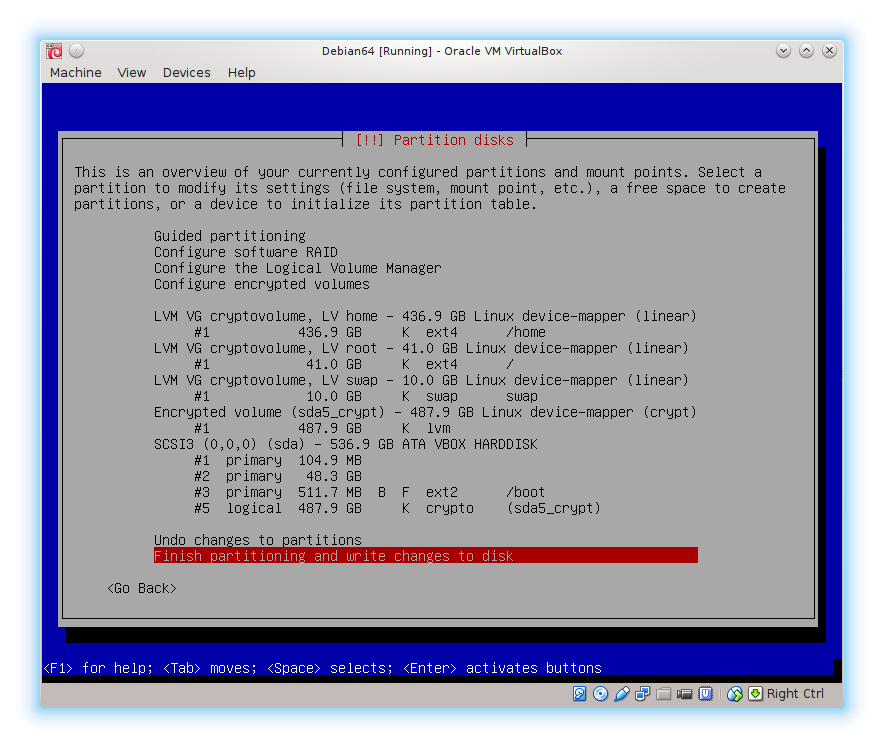 Debian64 [Running] - Oracle VM VirtualBox
Machine View Devices Help
[!!] Partition disks
This is an overview of your currently configured partitions and mount points. Select a
partition to modify its settings (file system, mount point, etc.), a free space to create
partitions, or a device to initialize its partition table.
Guided partitioning
Configure software RAID
Configure the Logical Volume Manager
Configure encrypted volumes
LVM VG cryptovolume, LV home - 436.9 GB Linux device-mapper (linear)
#1 436.9 GB K ext4 /home
LVM VG cryptovolume, LV root - 41.0 GB Linux device-mapper (linear)
#1 41.0 GB K ext4 /
LVM VG cryptovolume, LV swap - 10.0 GB Linux device-mapper (linear)
#1 10.0 GB K swap swap
Encrypted volume (sda5_crypt) - 487.9 GB Linux device-mapper (crypt)
#1 487.9 GB K lvm
SCSI3 (0,0,0) (sda) - 536.9 GB ATA VBOX HARDDISK
#1 primary 104.9 MB
#2 primary 48.3 GB
#3 primary 511.7 MB B F ext2 /boot
#5 logical 487.9 GB K crypto (sda5_crypt)
Undo changes to partitions
Finish partitioning and write changes to disk
<Go Back>
<F1> for help; <Tab> moves; <Space> selects; <Enter> activates buttons
Right Ctrl